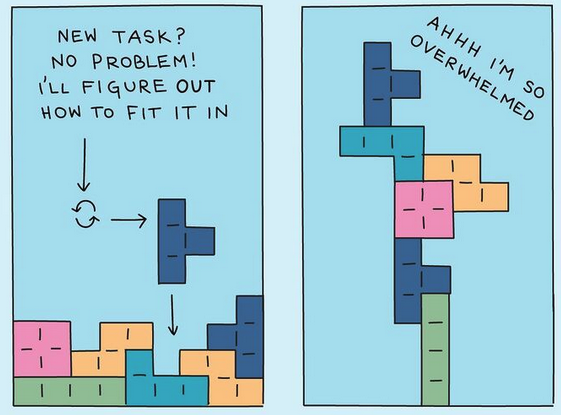 NEW TASK?
NO PROBLEM!
I'LL FIGURE OUT
HOW TO FIT IT IN
AHHH I'M SO
OVERWHELMED